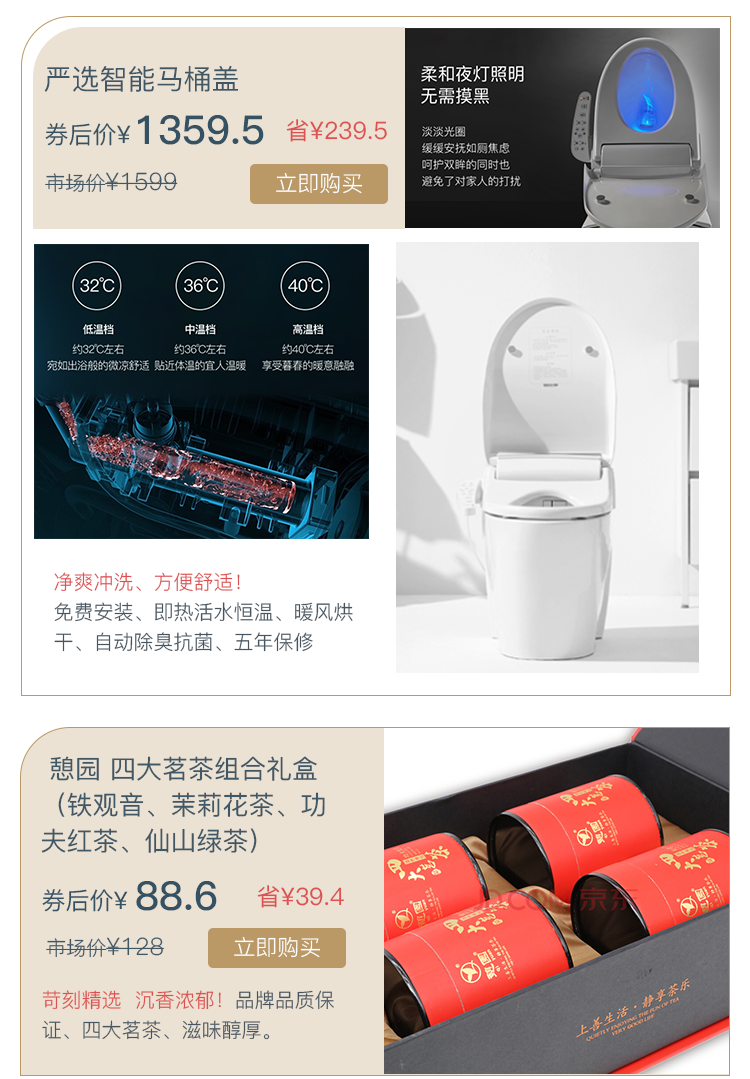 严选智能马桶盖
券后价¥1359.5 省¥239.5
市场价¥1599 立即购买
柔和夜灯照明
无需摸黑
淡淡光圈
缓缓安抚如厕焦虑
呵护双眸的同时也
避免了对家人的打扰
32℃ 36℃ 40℃
低温档 中温档 高温档
约32℃左右 约36℃左右 约40℃左右
宛如出浴般的微凉舒适 贴近体温的宜人温暖 享受暮春的暖意融融
净爽冲洗、方便舒适!
免费安装、即热活水恒温、暖风烘
干、自动除臭抗菌、五年保修
憩园 四大茗茶组合礼盒
（铁观音、茉莉花茶、功
夫红茶、仙山绿茶）
券后价¥ 88.6 省¥39.4
市场价¥128 立即购买
苛刻精选 沉香浓郁! 品牌品质保
证、四大茗茶、滋味醇厚。
四大憩茶
憩園
京东
上善生活·静享茶乐
QUIETLY ENJOYING THE FUN OF TEA
VERY GOOD LIFE